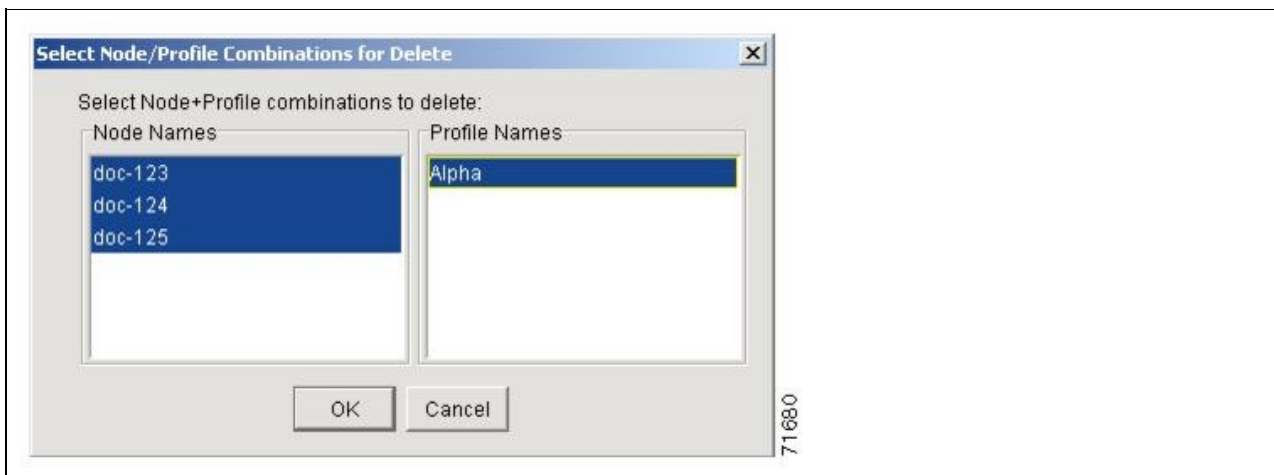 Select Node/Profile Combinations for Delete
Select Node+Profile combinations to delete:
Node Names
Profile Names
doc-123
doc-124
doc-125
Alpha
OK
Cancel
71680